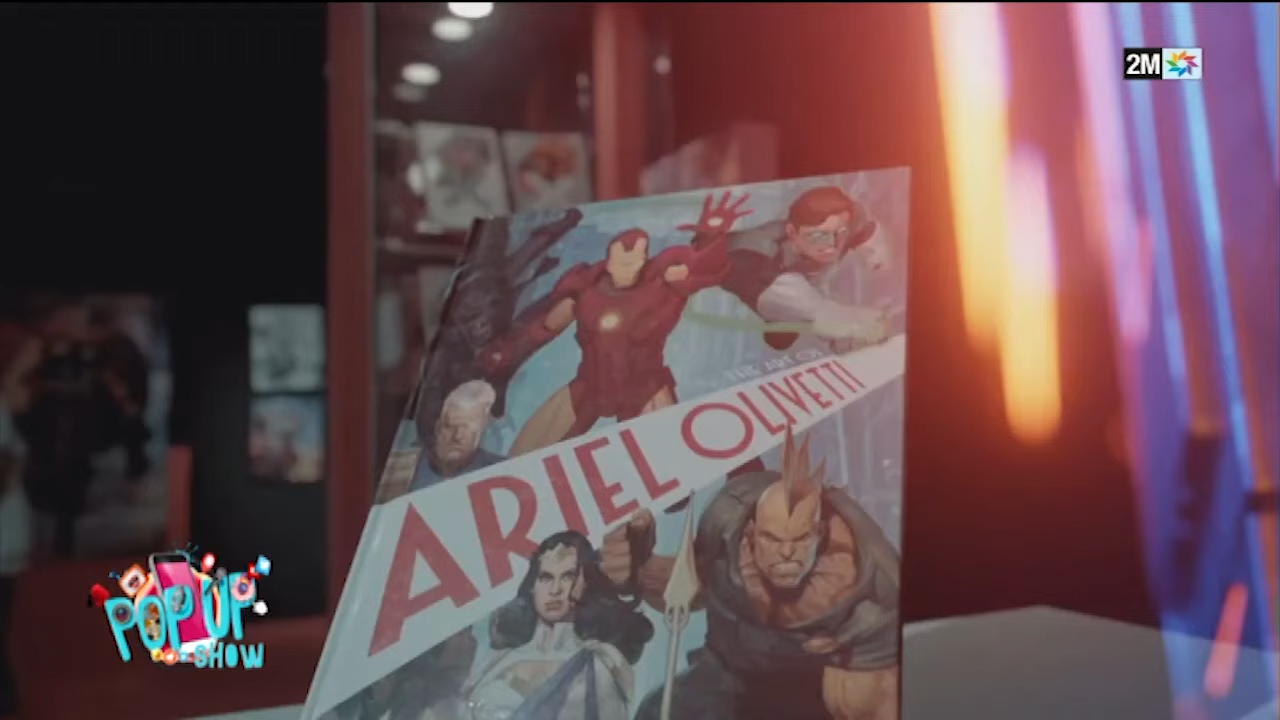 2M
THE ART OF
ARIEL OLIVETTI
POP UP
SHOW